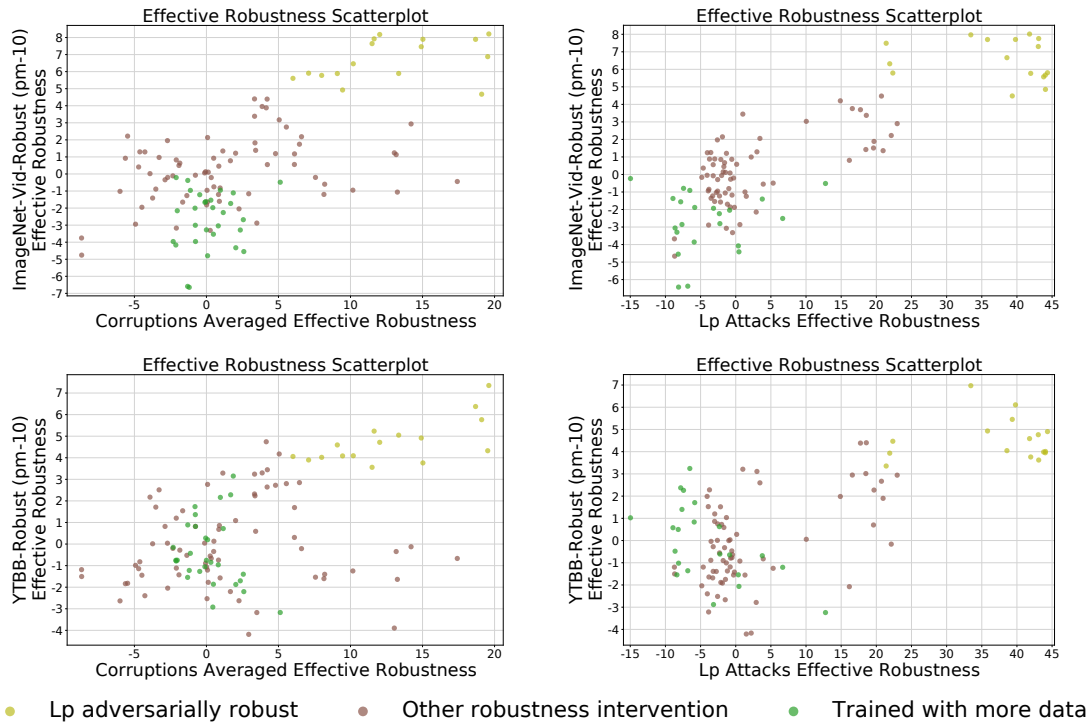 Effective Robustness Scatterplot
ImageNet-Vid-Robust (pm-10)
Effective Robustness
8
7
6
5
4
3
2
1
0
-1
-2
-3
-4
-5
-6
-7
-5 0 5 10 15 20
Corruptions Averaged Effective Robustness
Effective Robustness Scatterplot
ImageNet-Vid-Robust (pm-10)
Effective Robustness
8
7
6
5
4
3
2
1
0
-1
-2
-3
-4
-5
-6
-15 -10 -5 0 5 10 15 20 25 30 35 40 45
Lp Attacks Effective Robustness
Effective Robustness Scatterplot
YTBB-Robust (pm-10)
Effective Robustness
7
6
5
4
3
2
1
0
-1
-2
-3
-4
-5 0 5 10 15 20
Corruptions Averaged Effective Robustness
Effective Robustness Scatterplot
YTBB-Robust (pm-10)
Effective Robustness
7
6
5
4
3
2
1
0
-1
-2
-3
-4
-15 -10 -5 0 5 10 15 20 25 30 35 40 45
Lp Attacks Effective Robustness
Lp adversarially robust Other robustness intervention Trained with more data